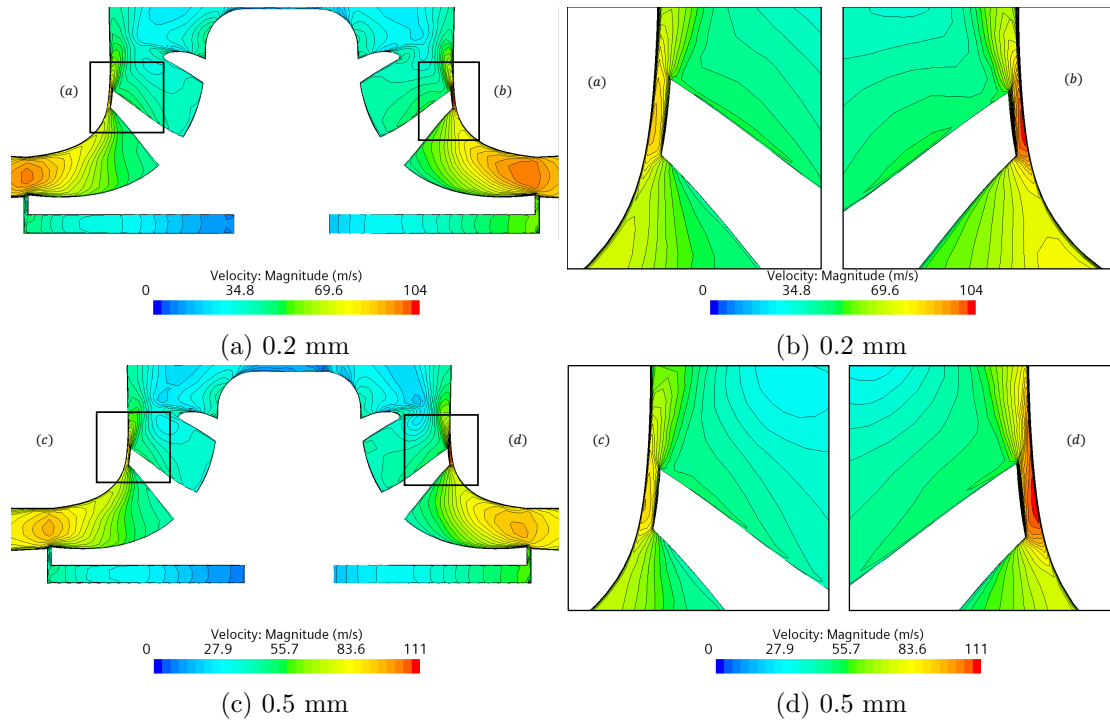 (a)
(b)
Velocity: Magnitude (m/s)
0 34.8 69.6 104
(a) 0.2 mm
(a)
(b)
Velocity: Magnitude (m/s)
0 34.8 69.6 104
(b) 0.2 mm
(c)
(d)
Velocity: Magnitude (m/s)
0 27.9 55.7 83.6 111
(c) 0.5 mm
(c)
(d)
Velocity: Magnitude (m/s)
0 27.9 55.7 83.6 111
(d) 0.5 mm